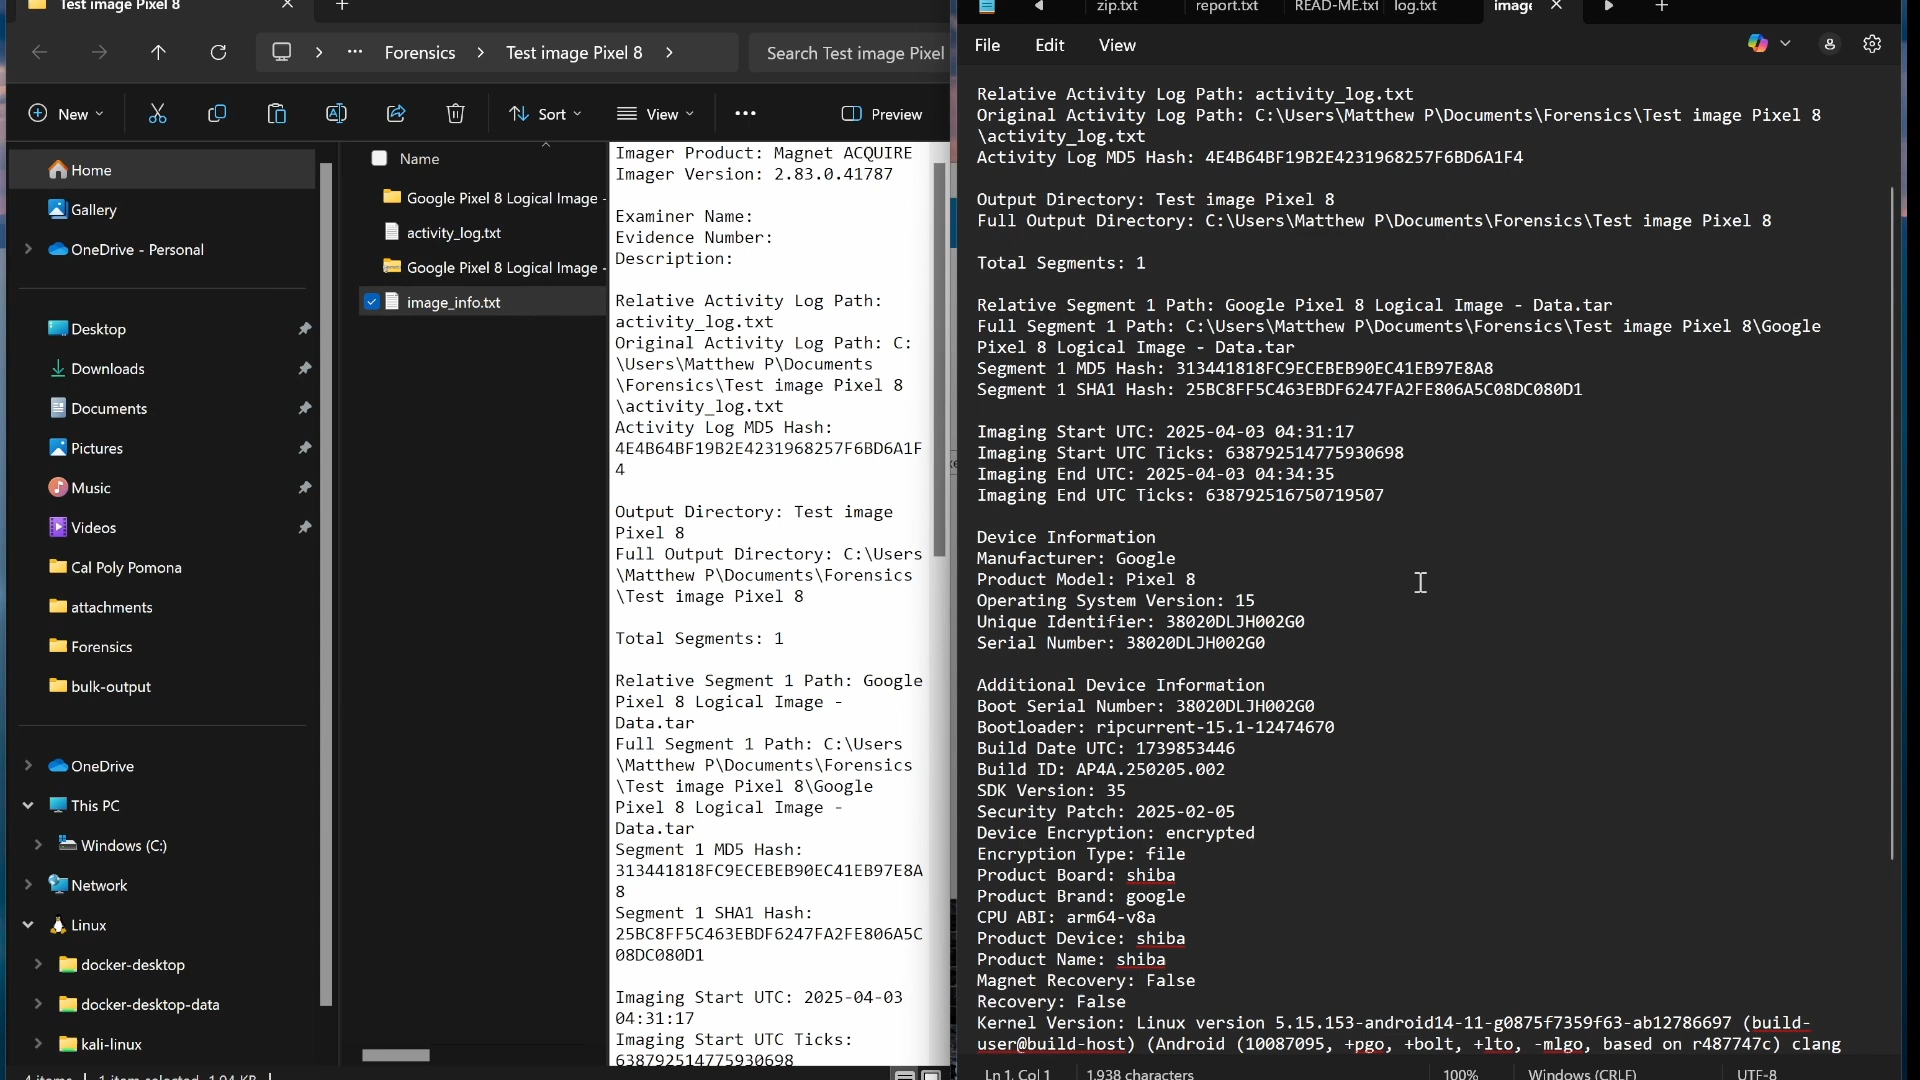 Test image Pixel 8
Forensics
Test image Pixel 8
Search Test image Pixel
New
Sort
View
Preview
Home
Gallery
OneDrive - Personal
Desktop
Downloads
Documents
Pictures
Music
Videos
Cal Poly Pomona
attachments
Forensics
bulk-output
OneDrive
This PC
Windows (C:)
Network
Linux
docker-desktop
docker-desktop-data
kali-linux
4 items
1 item selected 1.94 KB
Name
Google Pixel 8 Logical Image -
activity_log.txt
Google Pixel 8 Logical Image -
image_info.txt
Imager Product: Magnet ACQUIRE
Imager Version: 2.83.0.41787
Examiner Name:
Evidence Number:
Description:
Relative Activity Log Path:
activity_log.txt
Original Activity Log Path: C:
\Users\Matthew P\Documents
\Forensics\Test image Pixel 8
\activity_log.txt
Activity Log MD5 Hash:
4E4B64BF19B2E4231968257F6BD6A1F
4
Output Directory: Test image
Pixel 8
Full Output Directory: C:\Users
\Matthew P\Documents\Forensics
\Test image Pixel 8
Total Segments: 1
Relative Segment 1 Path: Google
Pixel 8 Logical Image -
Data.tar
Full Segment 1 Path: C:\Users
\Matthew P\Documents\Forensics
\Test image Pixel 8\Google
Pixel 8 Logical Image -
Data.tar
Segment 1 MD5 Hash:
313441818FC9ECEBEB90EC41EB97E8A
8
Segment 1 SHA1 Hash:
25BC8FF5C463EBDF6247FA2FE806A5C
08DC080D1
Imaging Start UTC: 2025-04-03
04:31:17
Imaging Start UTC Ticks:
638792514775930698
zip.txt
report.txt
READ-ME.txt
log.txt
image
File
Edit
View
Relative Activity Log Path: activity_log.txt
Original Activity Log Path: C:\Users\Matthew P\Documents\Forensics\Test image Pixel 8
\activity_log.txt
Activity Log MD5 Hash: 4E4B64BF19B2E4231968257F6BD6A1F4
Output Directory: Test image Pixel 8
Full Output Directory: C:\Users\Matthew P\Documents\Forensics\Test image Pixel 8
Total Segments: 1
Relative Segment 1 Path: Google Pixel 8 Logical Image - Data.tar
Full Segment 1 Path: C:\Users\Matthew P\Documents\Forensics\Test image Pixel 8\Google
Pixel 8 Logical Image - Data.tar
Segment 1 MD5 Hash: 313441818FC9ECEBEB90EC41EB97E8A8
Segment 1 SHA1 Hash: 25BC8FF5C463EBDF6247FA2FE806A5C08DC080D1
Imaging Start UTC: 2025-04-03 04:31:17
Imaging Start UTC Ticks: 638792514775930698
Imaging End UTC: 2025-04-03 04:34:35
Imaging End UTC Ticks: 638792516750719507
Device Information
Manufacturer: Google
Product Model: Pixel 8
Operating System Version: 15
Unique Identifier: 38020DLJH002G0
Serial Number: 38020DLJH002G0
Additional Device Information
Boot Serial Number: 38020DLJH002G0
Bootloader: ripcurrent-15.1-12474670
Build Date UTC: 1739853446
Build ID: AP4A.250205.002
SDK Version: 35
Security Patch: 2025-02-05
Device Encryption: encrypted
Encryption Type: file
Product Board: shiba
Product Brand: google
CPU ABI: arm64-v8a
Product Device: shiba
Product Name: shiba
Magnet Recovery: False
Recovery: False
Kernel Version: Linux version 5.15.153-android14-11-g0875f7359f63-ab12786697 (build-
user@build-host) (Android (10087095, +pgo, +bolt, +lto, -mlgo, based on r487747c) clang
Ln 1, Col 1
1,938 characters
100%
Windows (CRLF)
UTF-8